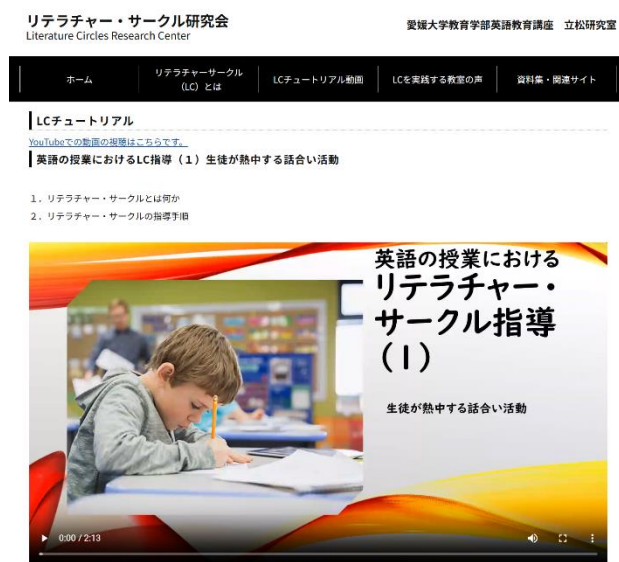 リテラチャー・サークル研究会
Literature Circles Research Center
愛媛大学教育学部英語教育講座　立松研究室
ホーム
リテラチャーサークル
（LC）とは
LCチュートリアル動画
LCを実践する教室の声
資料集・関連サイト
LCチュートリアル
YouTubeでの動画の視聴はこちらです。
英語の授業におけるLC指導（１）生徒が熱中する話合い活動
１．リテラチャー・サークルとは何か
２．リテラチャー・サークルの指導手順
英語の授業における
リテラチャー・
サークル指導
（１）
生徒が熱中する話合い活動
0:00 / 2:13